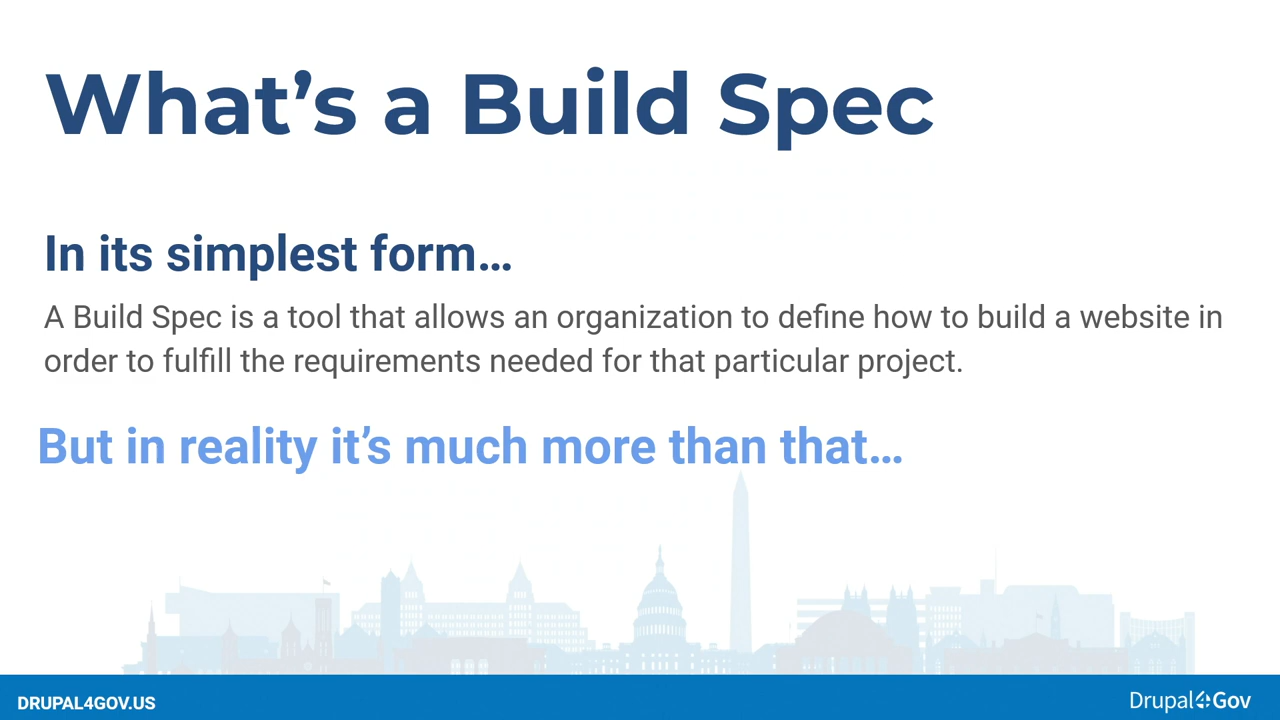 What’s a Build Spec
In its simplest form…
A Build Spec is a tool that allows an organization to define how to build a website in
order to fulfill the requirements needed for that particular project.
But in reality it’s much more than that…
DRUPAL4GOV.US
Drupal4Gov